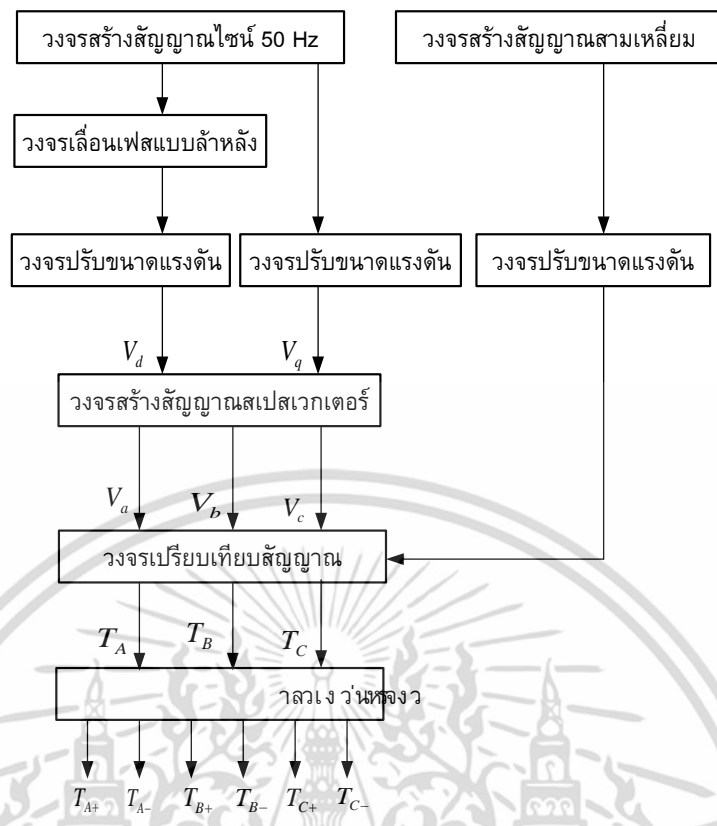 วงจรสร้างสัญญาณไซน์ 50 Hz
วงจรสร้างสัญญาณสามเหลี่ยม
วงจรเลื่อนเฟสแบบล้าหลัง
วงจรปรับขนาดแรงดัน
วงจรปรับขนาดแรงดัน
วงจรปรับขนาดแรงดัน
V_d
V_q
วงจรสร้างสัญญาณสเปสเวกเตอร์
V_a
V_b
V_c
วงจรเปรียบเทียบสัญญาณ
T_A
T_B
T_C
T_{A+}
T_{A-}
T_{B+}
T_{B-}
T_{C+}
T_{C-}